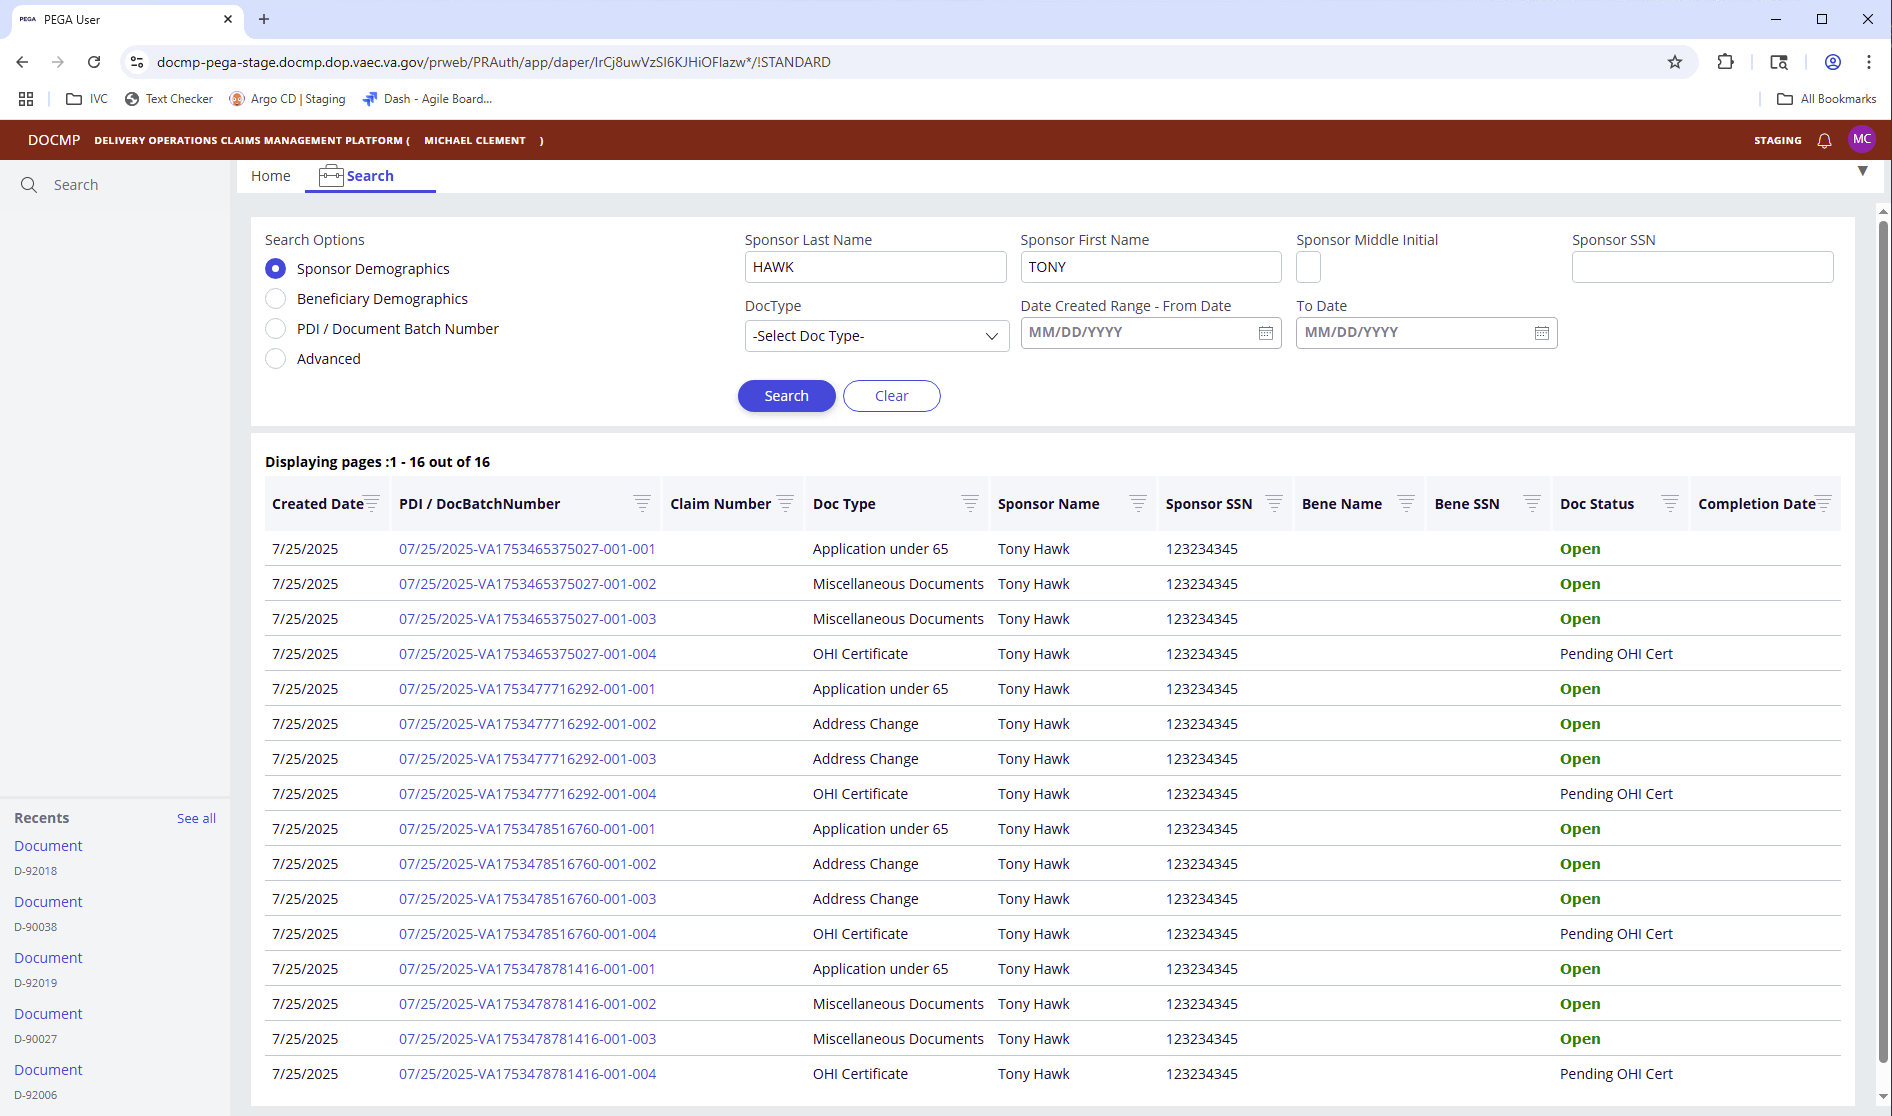 PEGA PEGA User
docmp-pega-stage.docmp.dop.vaec.va.gov/prweb/PRAuth/app/daper/IrCj8uwVzSI6KJHiOFlazw*/!STANDARD
IVC Text Checker Argo CD | Staging Dash - Agile Board... All Bookmarks
DOCMP DELIVERY OPERATIONS CLAIMS MANAGEMENT PLATFORM ( MICHAEL CLEMENT ) STAGING MC
Search
Home Search
Search Options
Sponsor Demographics
Beneficiary Demographics
PDI / Document Batch Number
Advanced
Sponsor Last Name Sponsor First Name Sponsor Middle Initial Sponsor SSN
HAWK TONY
DocType Date Created Range - From Date To Date
-Select Doc Type- MM/DD/YYYY MM/DD/YYYY
Search Clear
Displaying pages :1 - 16 out of 16
Created Date PDI / DocBatchNumber Claim Number Doc Type Sponsor Name Sponsor SSN Bene Name Bene SSN Doc Status Completion Date
7/25/2025 07/25/2025-VA1753465375027-001-001 Application under 65 Tony Hawk 123234345 Open
7/25/2025 07/25/2025-VA1753465375027-001-002 Miscellaneous Documents Tony Hawk 123234345 Open
7/25/2025 07/25/2025-VA1753465375027-001-003 Miscellaneous Documents Tony Hawk 123234345 Open
7/25/2025 07/25/2025-VA1753465375027-001-004 OHI Certificate Tony Hawk 123234345 Pending OHI Cert
7/25/2025 07/25/2025-VA1753477716292-001-001 Application under 65 Tony Hawk 123234345 Open
7/25/2025 07/25/2025-VA1753477716292-001-002 Address Change Tony Hawk 123234345 Open
7/25/2025 07/25/2025-VA1753477716292-001-003 Address Change Tony Hawk 123234345 Open
7/25/2025 07/25/2025-VA1753477716292-001-004 OHI Certificate Tony Hawk 123234345 Pending OHI Cert
7/25/2025 07/25/2025-VA1753478516760-001-001 Application under 65 Tony Hawk 123234345 Open
7/25/2025 07/25/2025-VA1753478516760-001-002 Address Change Tony Hawk 123234345 Open
7/25/2025 07/25/2025-VA1753478516760-001-003 Address Change Tony Hawk 123234345 Open
7/25/2025 07/25/2025-VA1753478516760-001-004 OHI Certificate Tony Hawk 123234345 Pending OHI Cert
7/25/2025 07/25/2025-VA1753478781416-001-001 Application under 65 Tony Hawk 123234345 Open
7/25/2025 07/25/2025-VA1753478781416-001-002 Miscellaneous Documents Tony Hawk 123234345 Open
7/25/2025 07/25/2025-VA1753478781416-001-003 Miscellaneous Documents Tony Hawk 123234345 Open
7/25/2025 07/25/2025-VA1753478781416-001-004 OHI Certificate Tony Hawk 123234345 Pending OHI Cert
Recents See all
Document
D-92018
Document
D-90038
Document
D-92019
Document
D-90027
Document
D-92006